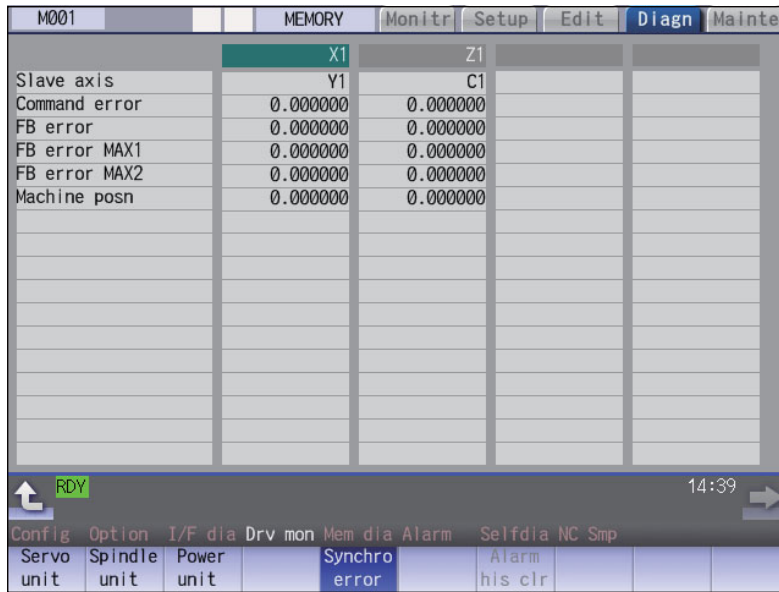 M001 MEMORY Monitr Setup Edit Diagn Mainte
X1 Z1
Slave axis Y1 C1
Command error 0.000000 0.000000
FB error 0.000000 0.000000
FB error MAX1 0.000000 0.000000
FB error MAX2 0.000000 0.000000
Machine posn 0.000000 0.000000
RDY 14:39
Config Option I/F dia Drv mon Mem dia Alarm Selfdia NC Smp
Servo Spindle Power Synchro Alarm
unit unit unit error his clr